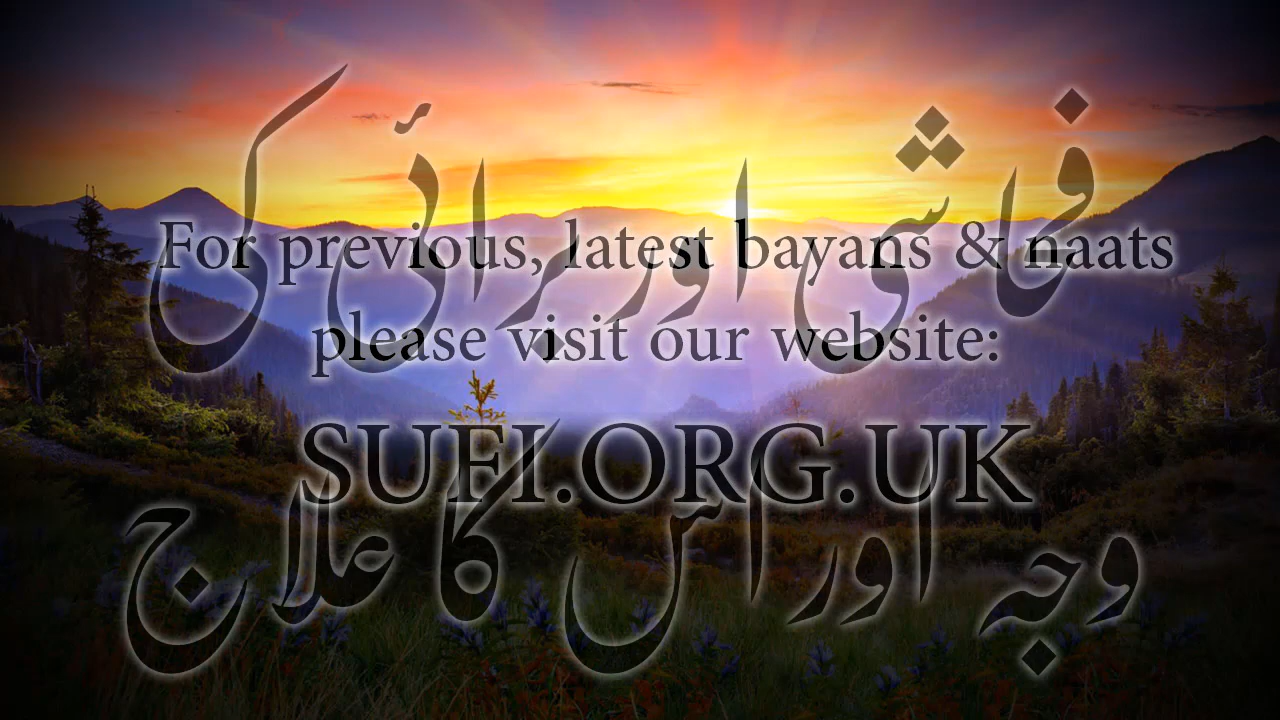 فحاشی اور برائی کی
For previous, latest bayans & naats
please visit our website:
SUFI.ORG.UK
وجہ اور اس کا علاج